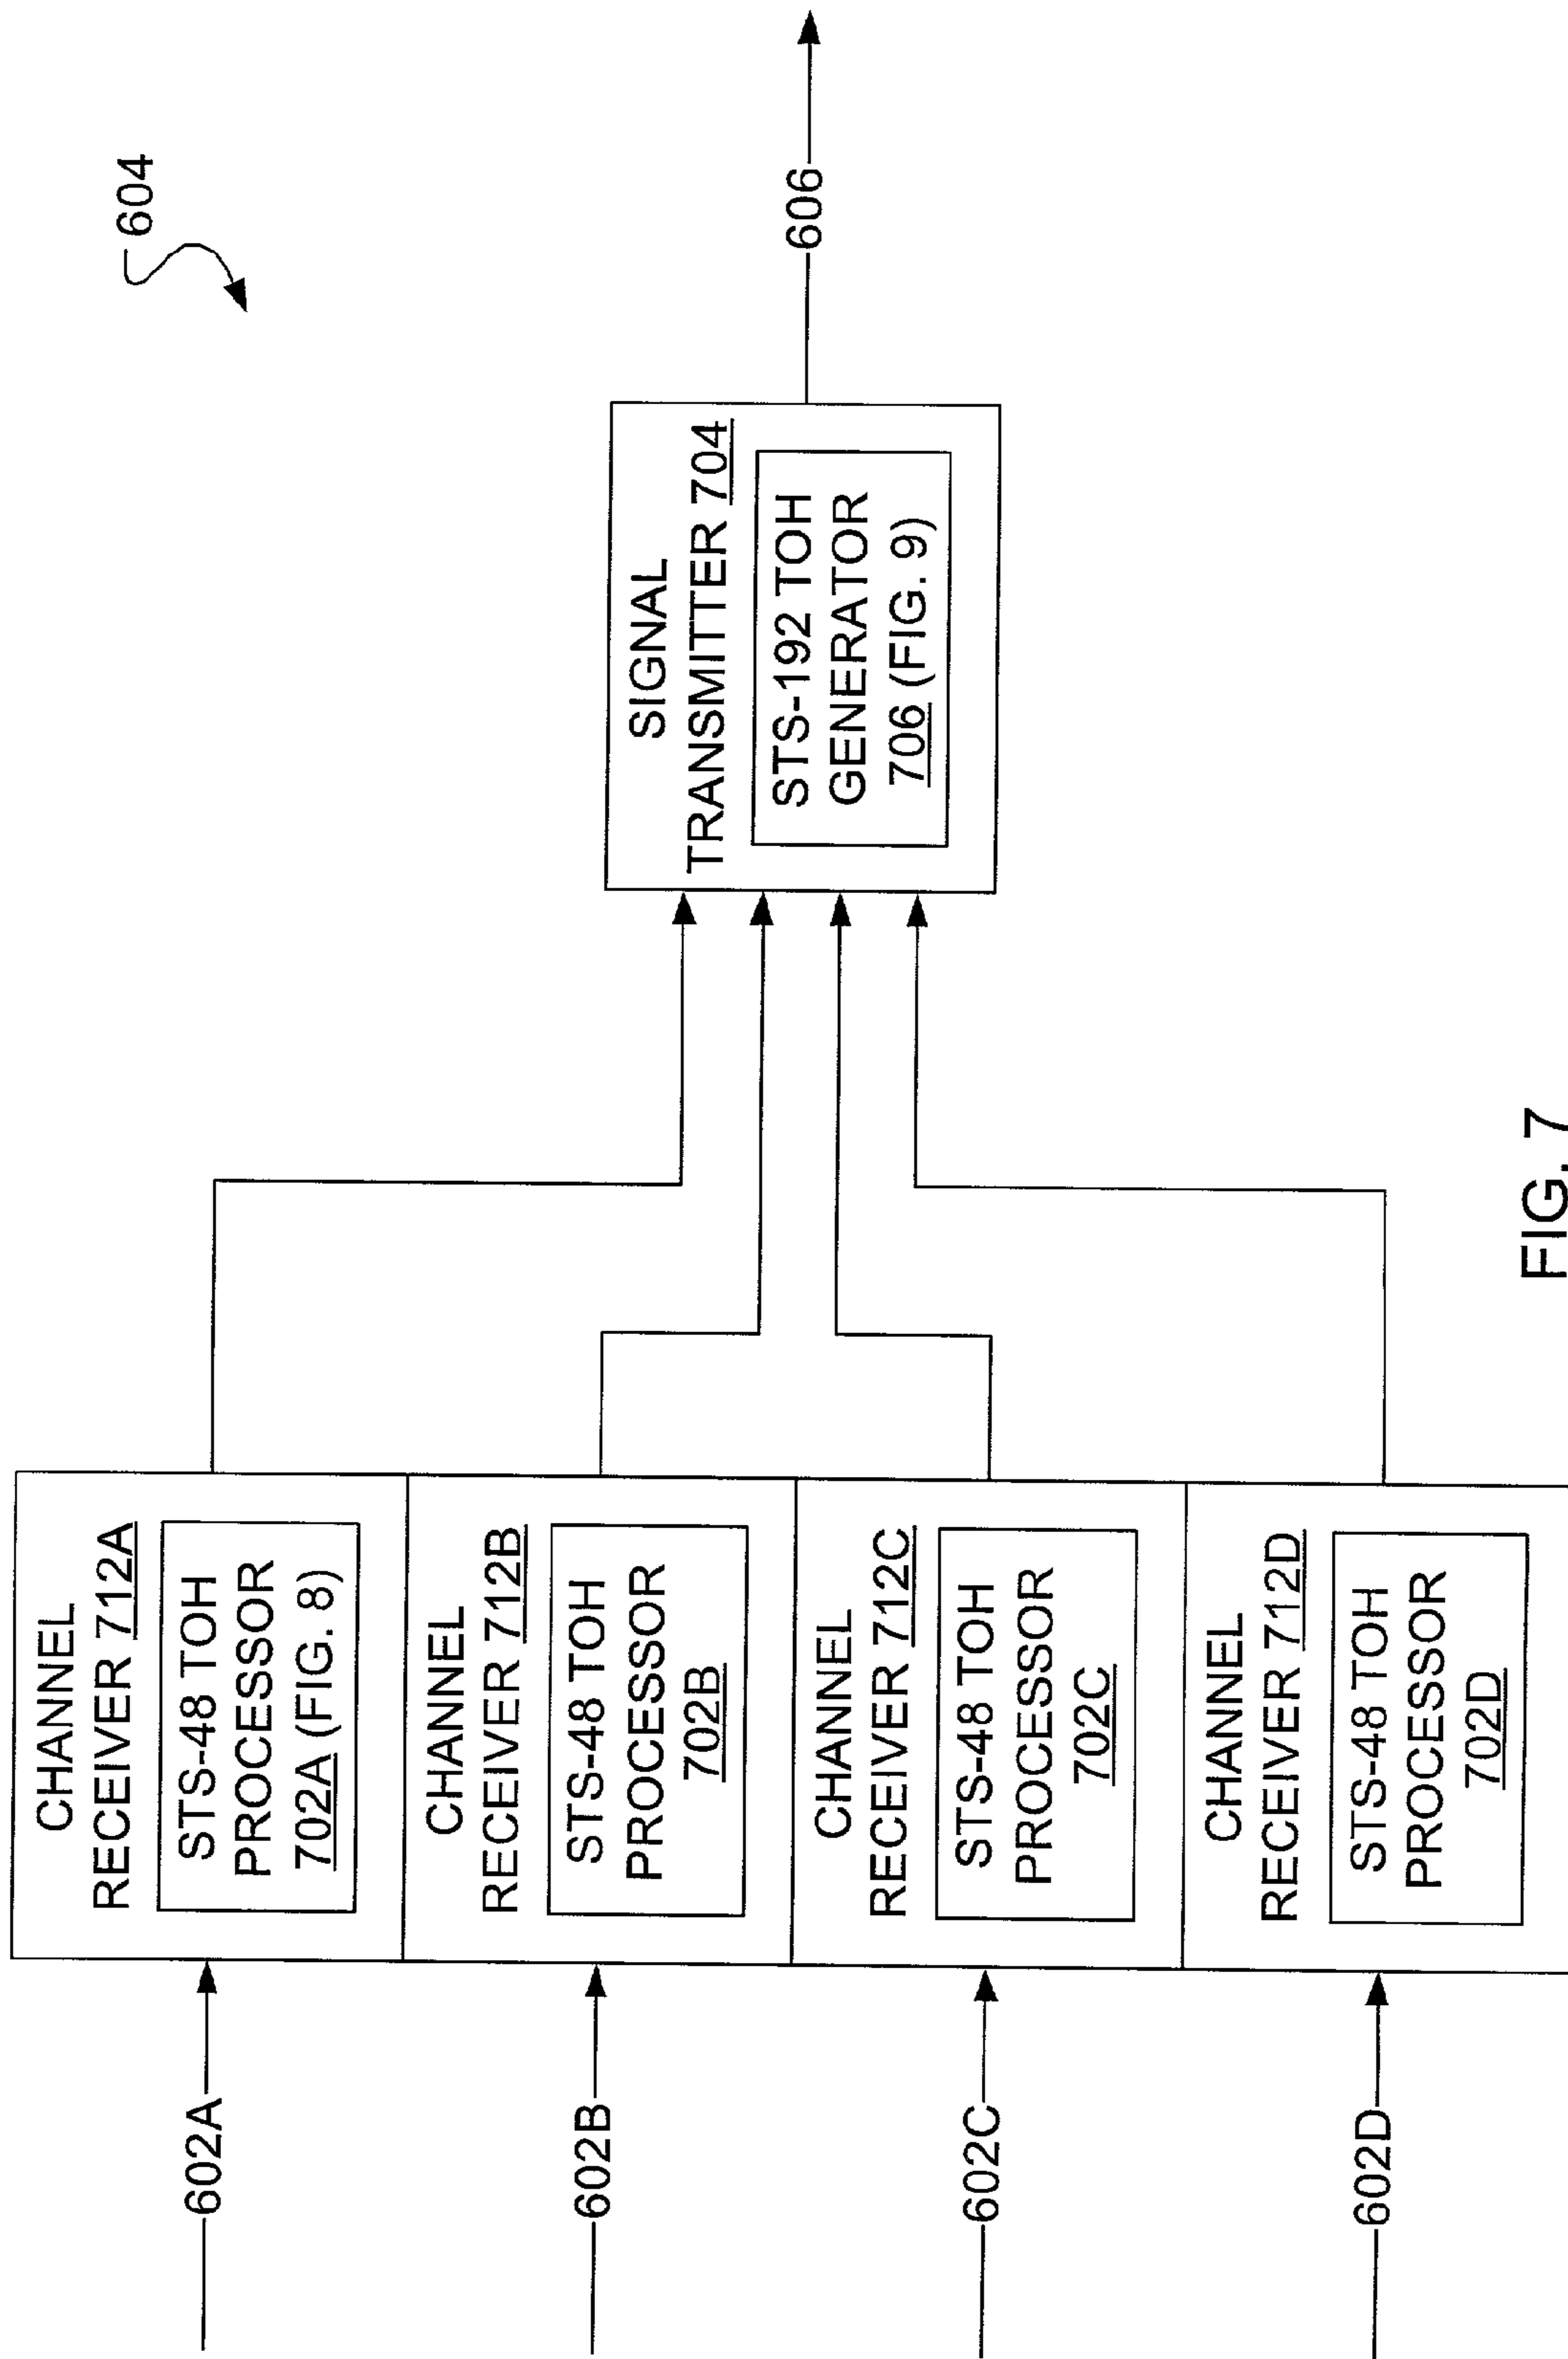 604
CHANNEL
RECEIVER 712A
STS-48 TOH
PROCESSOR
702A (FIG. 8)
602A
CHANNEL
RECEIVER 712B
STS-48 TOH
PROCESSOR
702B
602B
CHANNEL
RECEIVER 712C
STS-48 TOH
PROCESSOR
702C
602C
CHANNEL
RECEIVER 712D
STS-48 TOH
PROCESSOR
702D
602D
SIGNAL
TRANSMITTER 704
STS-192 TOH
GENERATOR
706 (FIG. 9)
606
FIG. 7